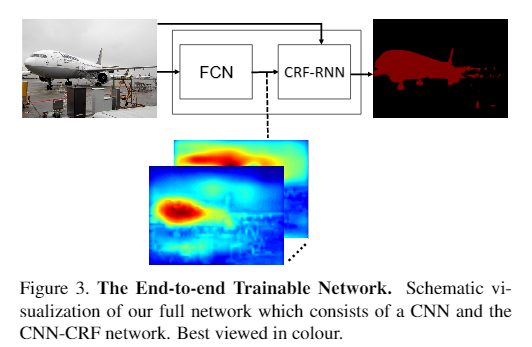 FCN
CRF-RNN
Figure 3. The End-to-end Trainable Network. Schematic vi-
sualization of our full network which consists of a CNN and the
CNN-CRF network. Best viewed in colour.